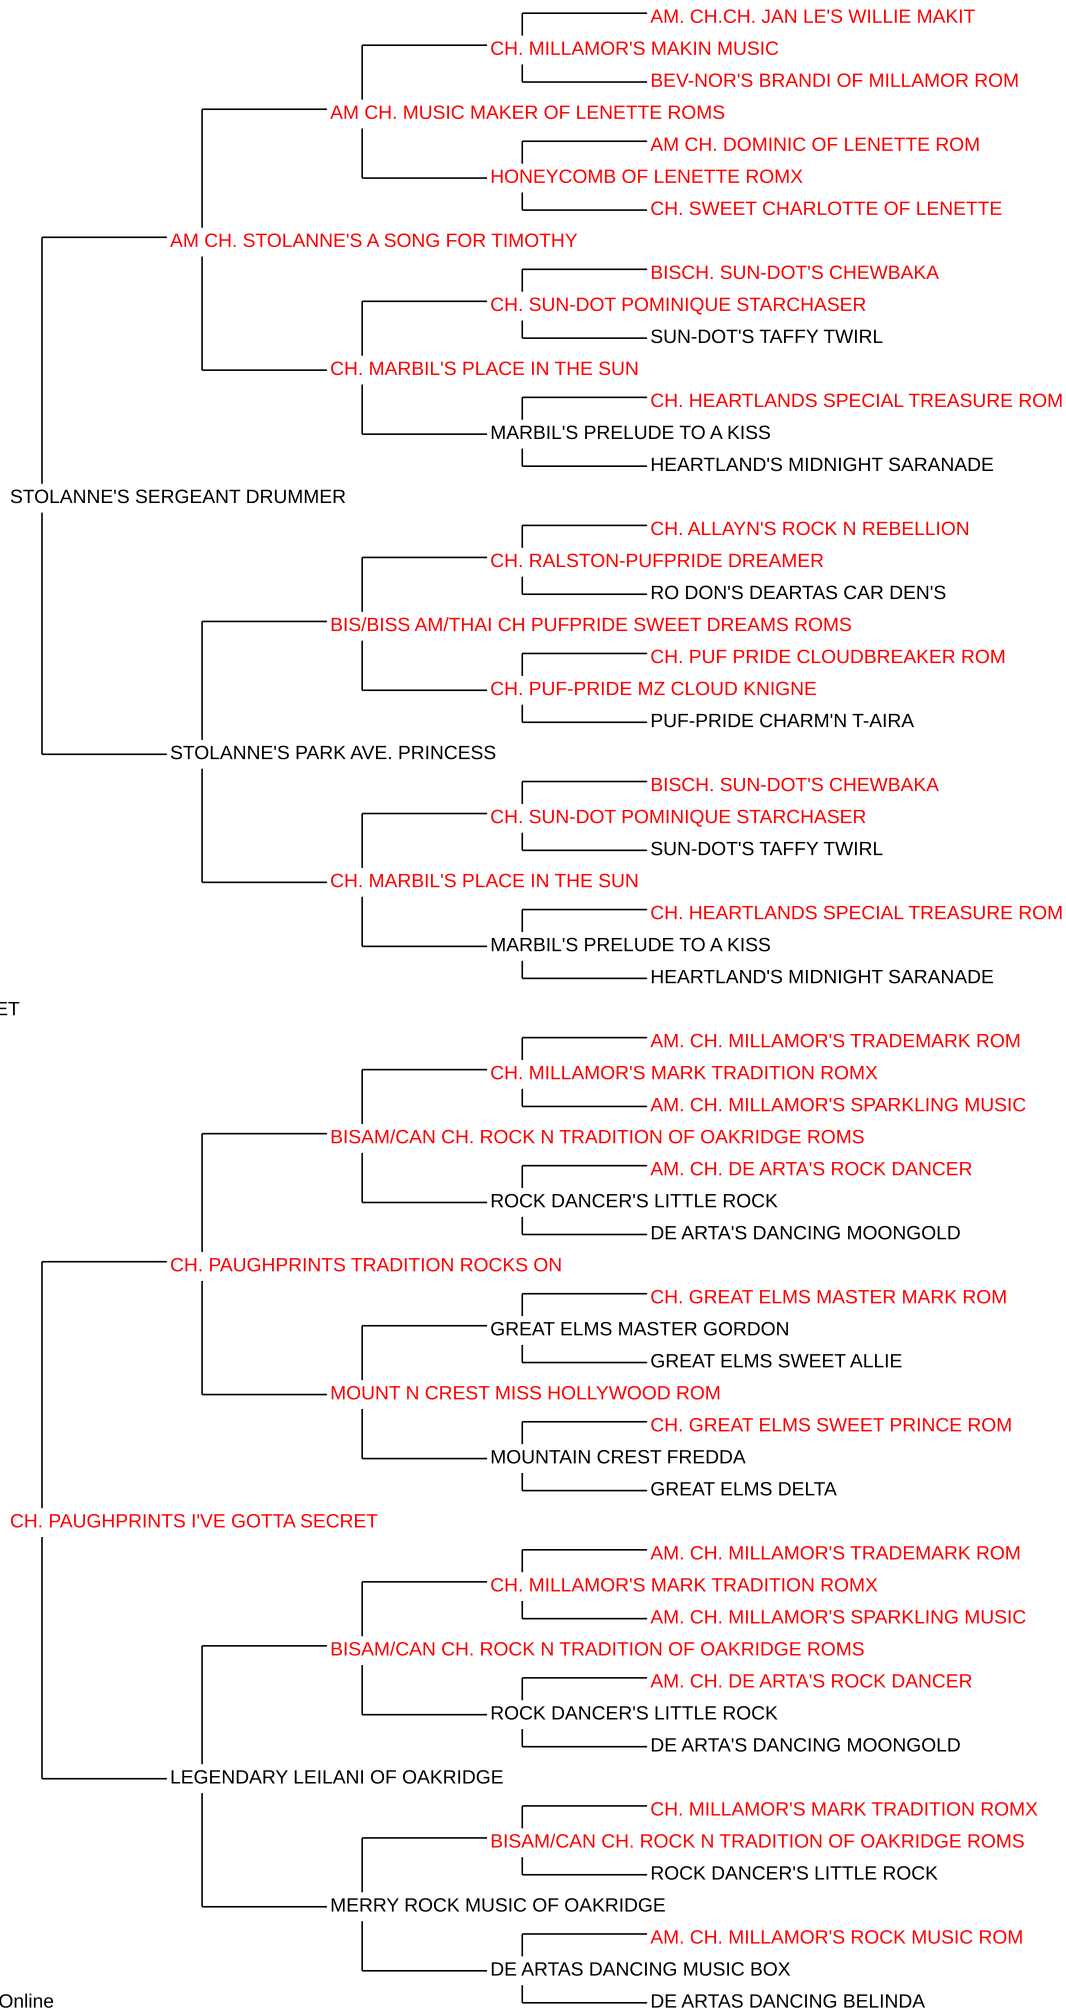 AM. CH.CH. JAN LE'S WILLIE MAKIT
CH. MILLAMOR'S MAKIN MUSIC
BEV-NOR'S BRANDI OF MILLAMOR ROM
AM CH. MUSIC MAKER OF LENETTE ROMS
AM CH. DOMINIC OF LENETTE ROM
HONEYCOMB OF LENETTE ROMX
CH. SWEET CHARLOTTE OF LENETTE
AM CH. STOLANNE'S A SONG FOR TIMOTHY
BISCH. SUN-DOT'S CHEWBAKA
CH. SUN-DOT POMINIQUE STARCHASER
SUN-DOT'S TAFFY TWIRL
CH. MARBIL'S PLACE IN THE SUN
CH. HEARTLANDS SPECIAL TREASURE ROM
MARBIL'S PRELUDE TO A KISS
HEARTLAND'S MIDNIGHT SARANADE
STOLANNE'S SERGEANT DRUMMER
CH. ALLAYN'S ROCK N REBELLION
CH. RALSTON-PUFPRIDE DREAMER
RO DON'S DEARTAS CAR DEN'S
BIS/BISS AM/THAI CH PUFPRIDE SWEET DREAMS ROMS
CH. PUF PRIDE CLOUDBREAKER ROM
CH. PUF-PRIDE MZ CLOUD KNIGNE
PUF-PRIDE CHARM'N T-AIRA
STOLANNE'S PARK AVE. PRINCESS
BISCH. SUN-DOT'S CHEWBAKA
CH. SUN-DOT POMINIQUE STARCHASER
SUN-DOT'S TAFFY TWIRL
CH. MARBIL'S PLACE IN THE SUN
CH. HEARTLANDS SPECIAL TREASURE ROM
MARBIL'S PRELUDE TO A KISS
HEARTLAND'S MIDNIGHT SARANADE
ET
AM. CH. MILLAMOR'S TRADEMARK ROM
CH. MILLAMOR'S MARK TRADITION ROMX
AM. CH. MILLAMOR'S SPARKLING MUSIC
BISAM/CAN CH. ROCK N TRADITION OF OAKRIDGE ROMS
AM. CH. DE ARTA'S ROCK DANCER
ROCK DANCER'S LITTLE ROCK
DE ARTA'S DANCING MOONGOLD
CH. PAUGHPRINTS TRADITION ROCKS ON
CH. GREAT ELMS MASTER MARK ROM
GREAT ELMS MASTER GORDON
GREAT ELMS SWEET ALLIE
MOUNT N CREST MISS HOLLYWOOD ROM
CH. GREAT ELMS SWEET PRINCE ROM
MOUNTAIN CREST FREDDA
GREAT ELMS DELTA
CH. PAUGHPRINTS I'VE GOTTA SECRET
AM. CH. MILLAMOR'S TRADEMARK ROM
CH. MILLAMOR'S MARK TRADITION ROMX
AM. CH. MILLAMOR'S SPARKLING MUSIC
BISAM/CAN CH. ROCK N TRADITION OF OAKRIDGE ROMS
AM. CH. DE ARTA'S ROCK DANCER
ROCK DANCER'S LITTLE ROCK
DE ARTA'S DANCING MOONGOLD
LEGENDARY LEILANI OF OAKRIDGE
CH. MILLAMOR'S MARK TRADITION ROMX
BISAM/CAN CH. ROCK N TRADITION OF OAKRIDGE ROMS
ROCK DANCER'S LITTLE ROCK
MERRY ROCK MUSIC OF OAKRIDGE
AM. CH. MILLAMOR'S ROCK MUSIC ROM
DE ARTAS DANCING MUSIC BOX
DE ARTAS DANCING BELINDA
Online